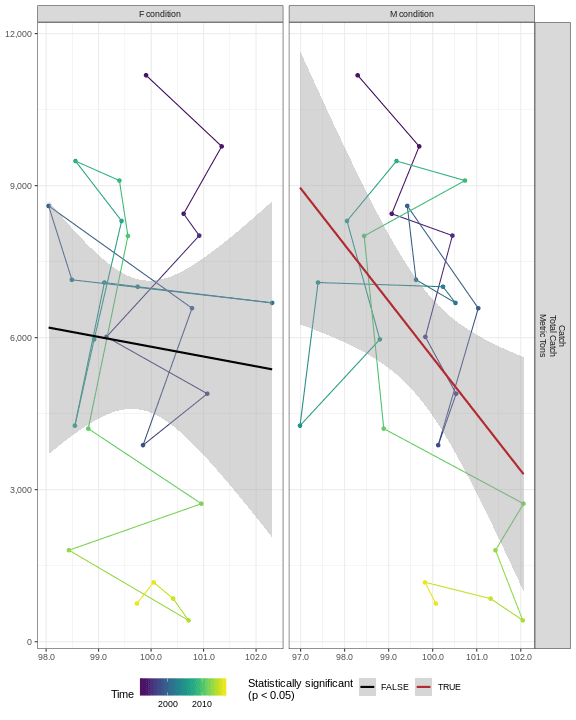 F condition
M condition
12,000
9,000
6,000
3,000
0
Catch
Total Catch
Metric Tons
98.0 99.0 100.0 101.0 102.0
97.0 98.0 99.0 100.0 101.0 102.0
Time
2000 2010
Statistically significant
(p < 0.05)
FALSE
TRUE